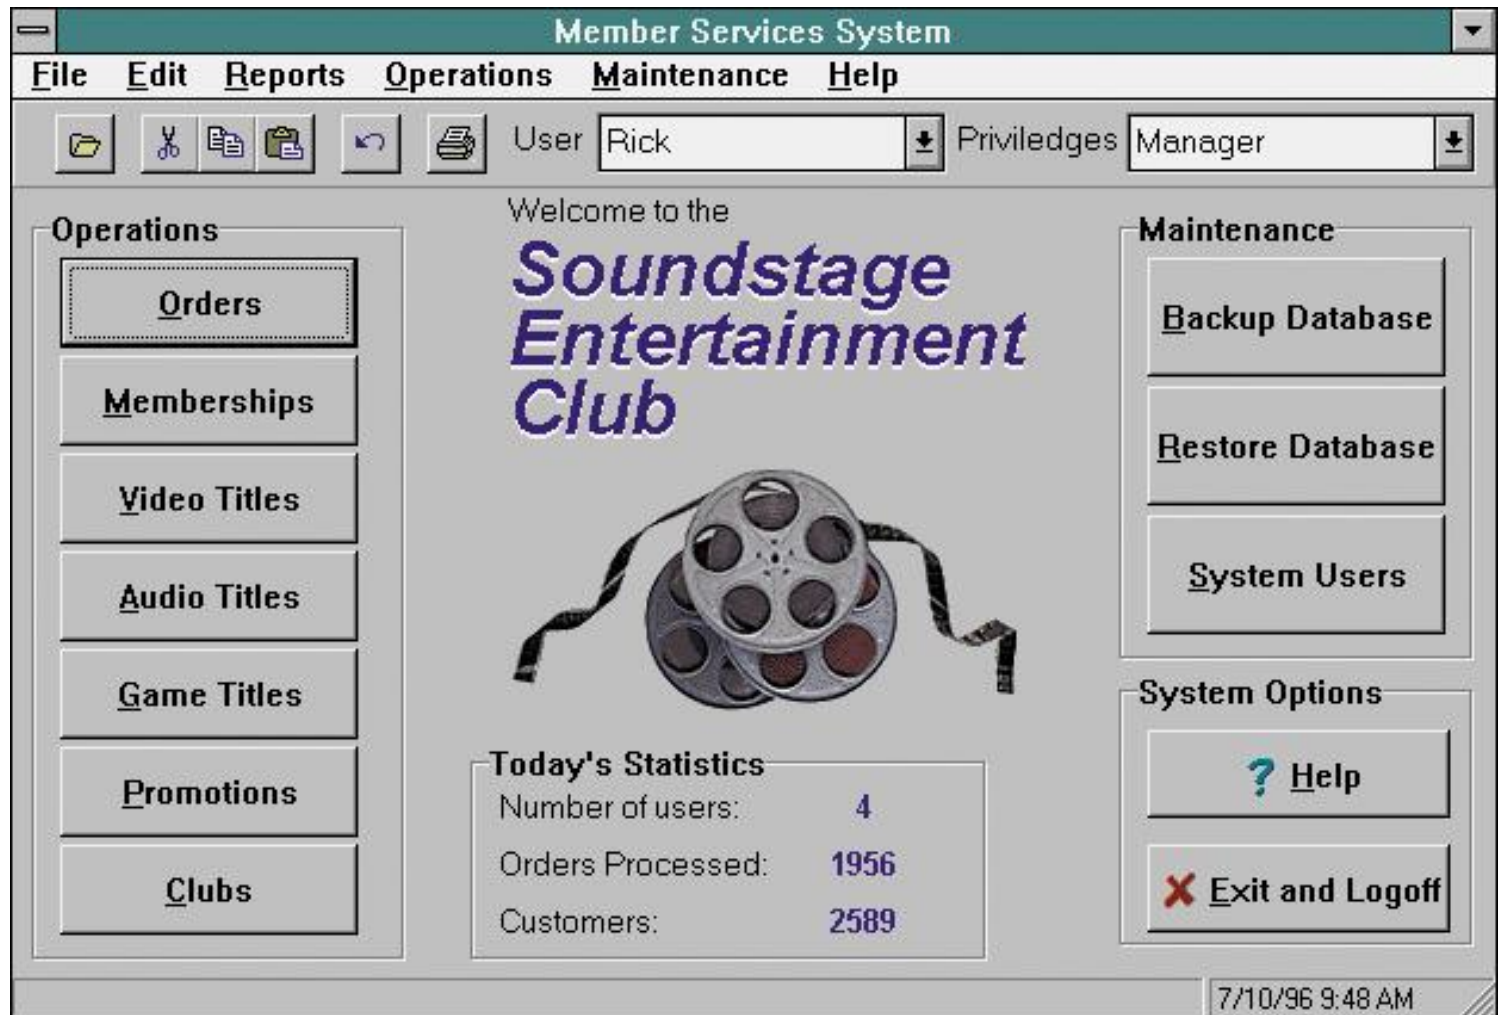 Member Services System
File Edit Reports Operations Maintenance Help
User Rick Priviledges Manager
Operations
Orders
Memberships
Video Titles
Audio Titles
Game Titles
Promotions
Clubs
Welcome to the
Soundstage
Entertainment
Club
Today's Statistics
Number of users: 4
Orders Processed: 1956
Customers: 2589
Maintenance
Backup Database
Restore Database
System Users
System Options
? Help
Exit and Logoff
7/10/96 9:48 AM